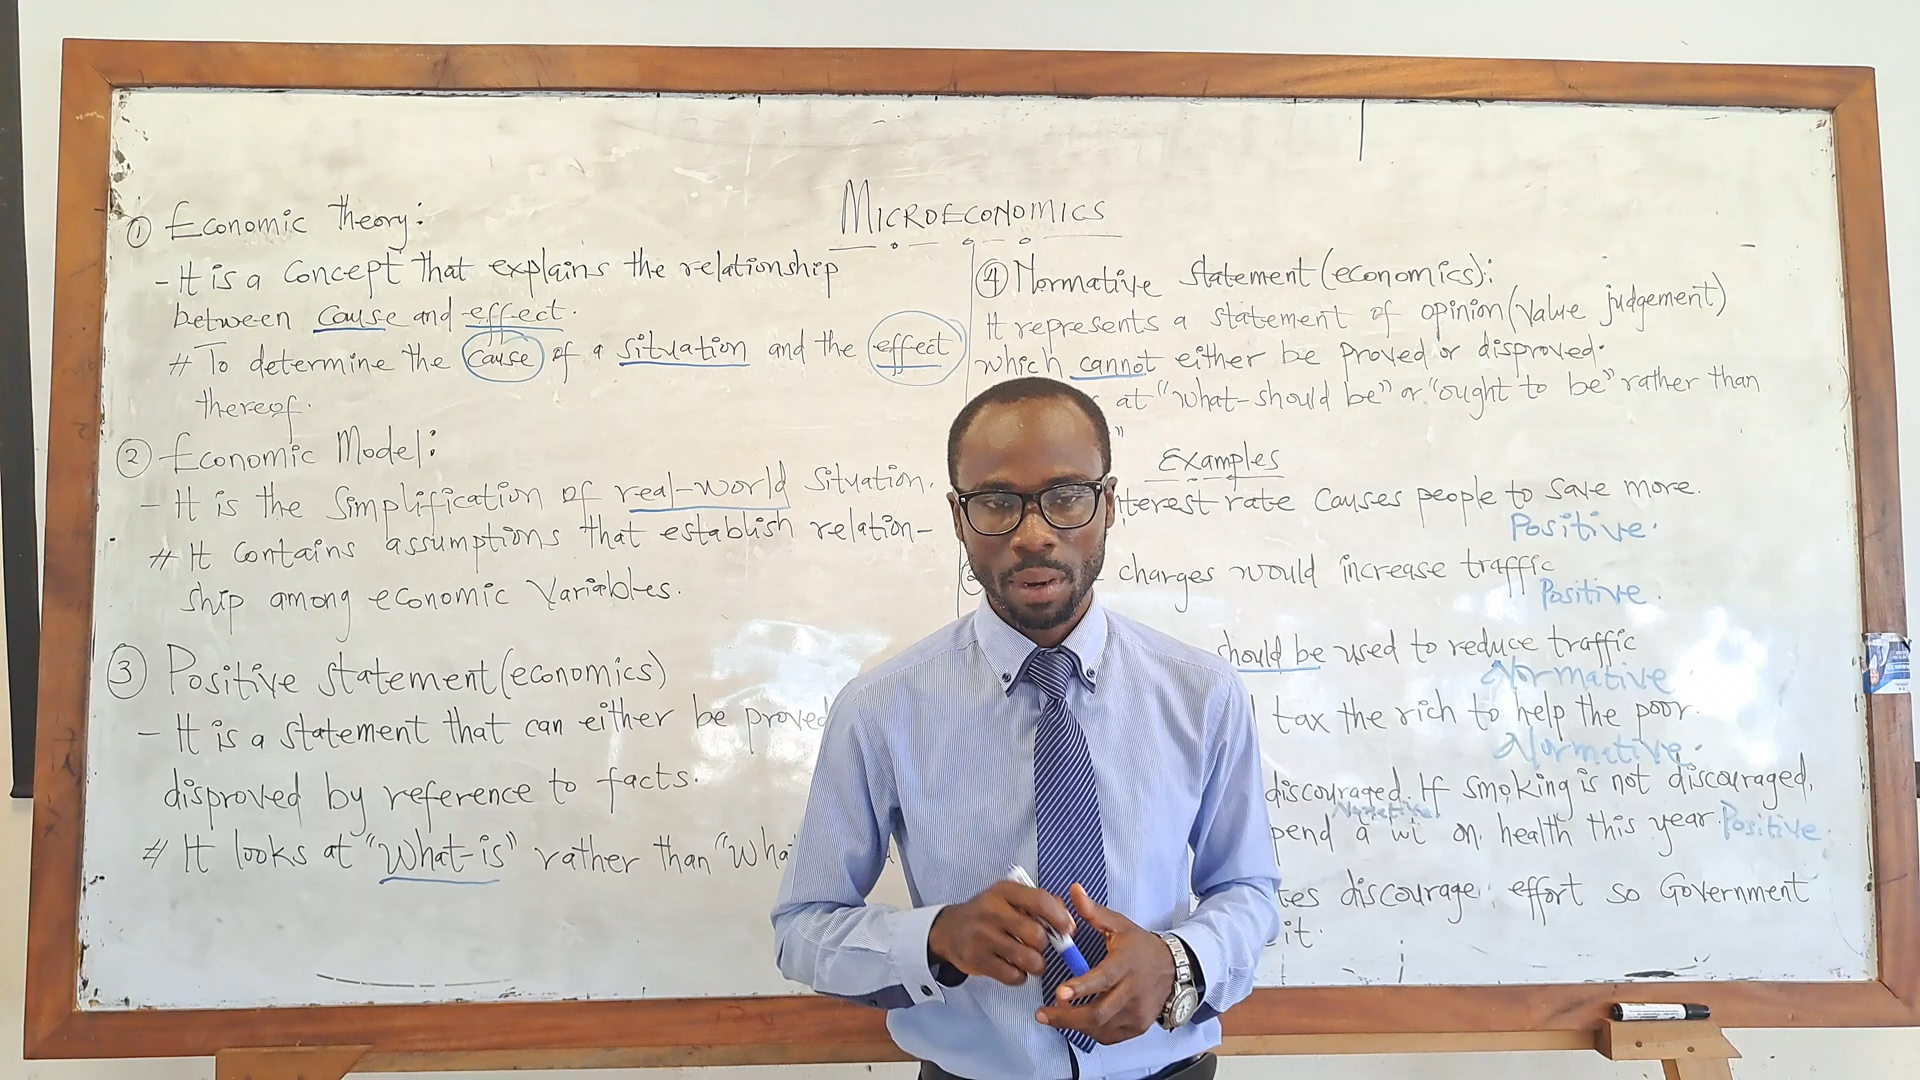 MICROECONOMICS
① Economic Theory:
- It is a concept that explains the relationship
between cause and effect.
# To determine the cause of a situation and the effect
thereof.
② Economic Model:
- It is the simplification of real-world situation.
# It contains assumptions that establish relation-
ship among economic variables.
③ Positive statement (economics)
- It is a statement that can either be proved
disproved by reference to facts.
# It looks at "What-is" rather than "Wha
④ Normative statement (economics):
It represents a statement of opinion (value judgement)
which cannot either be proved or disproved.
at "what-should be" or "ought to be" rather than
"
Examples
terest rate causes people to save more.
Positive.
charges would increase traffic
Positive.
should be used to reduce traffic
Normative
tax the rich to help the poor.
Normative.
discouraged. If smoking is not discouraged,
Normative
pend a lot on health this year. Positive.
tes discourage effort so Government
it.